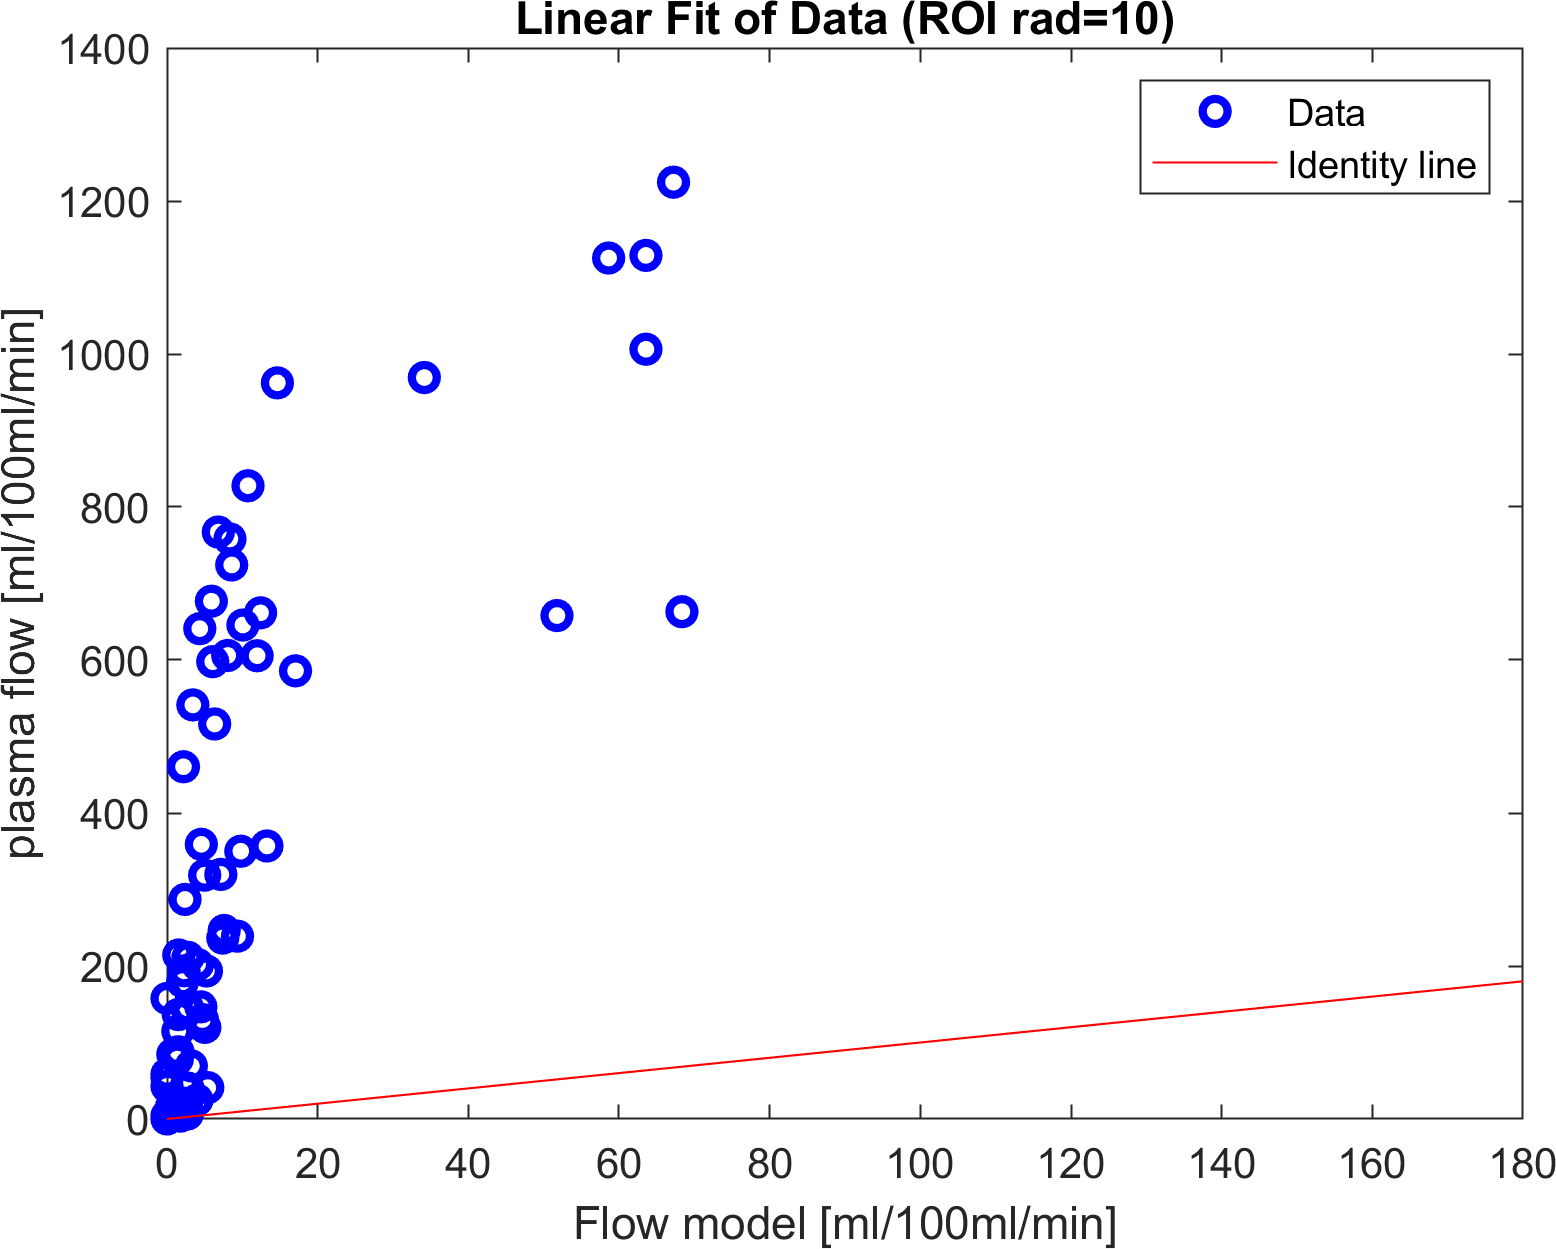 Linear Fit of Data (ROI rad=10)
1400
1200
1000
800
600
400
200
0
plasma flow [ml/100ml/min]
Data
Identity line
0 20 40 60 80 100 120 140 160 180
Flow model [ml/100ml/min]